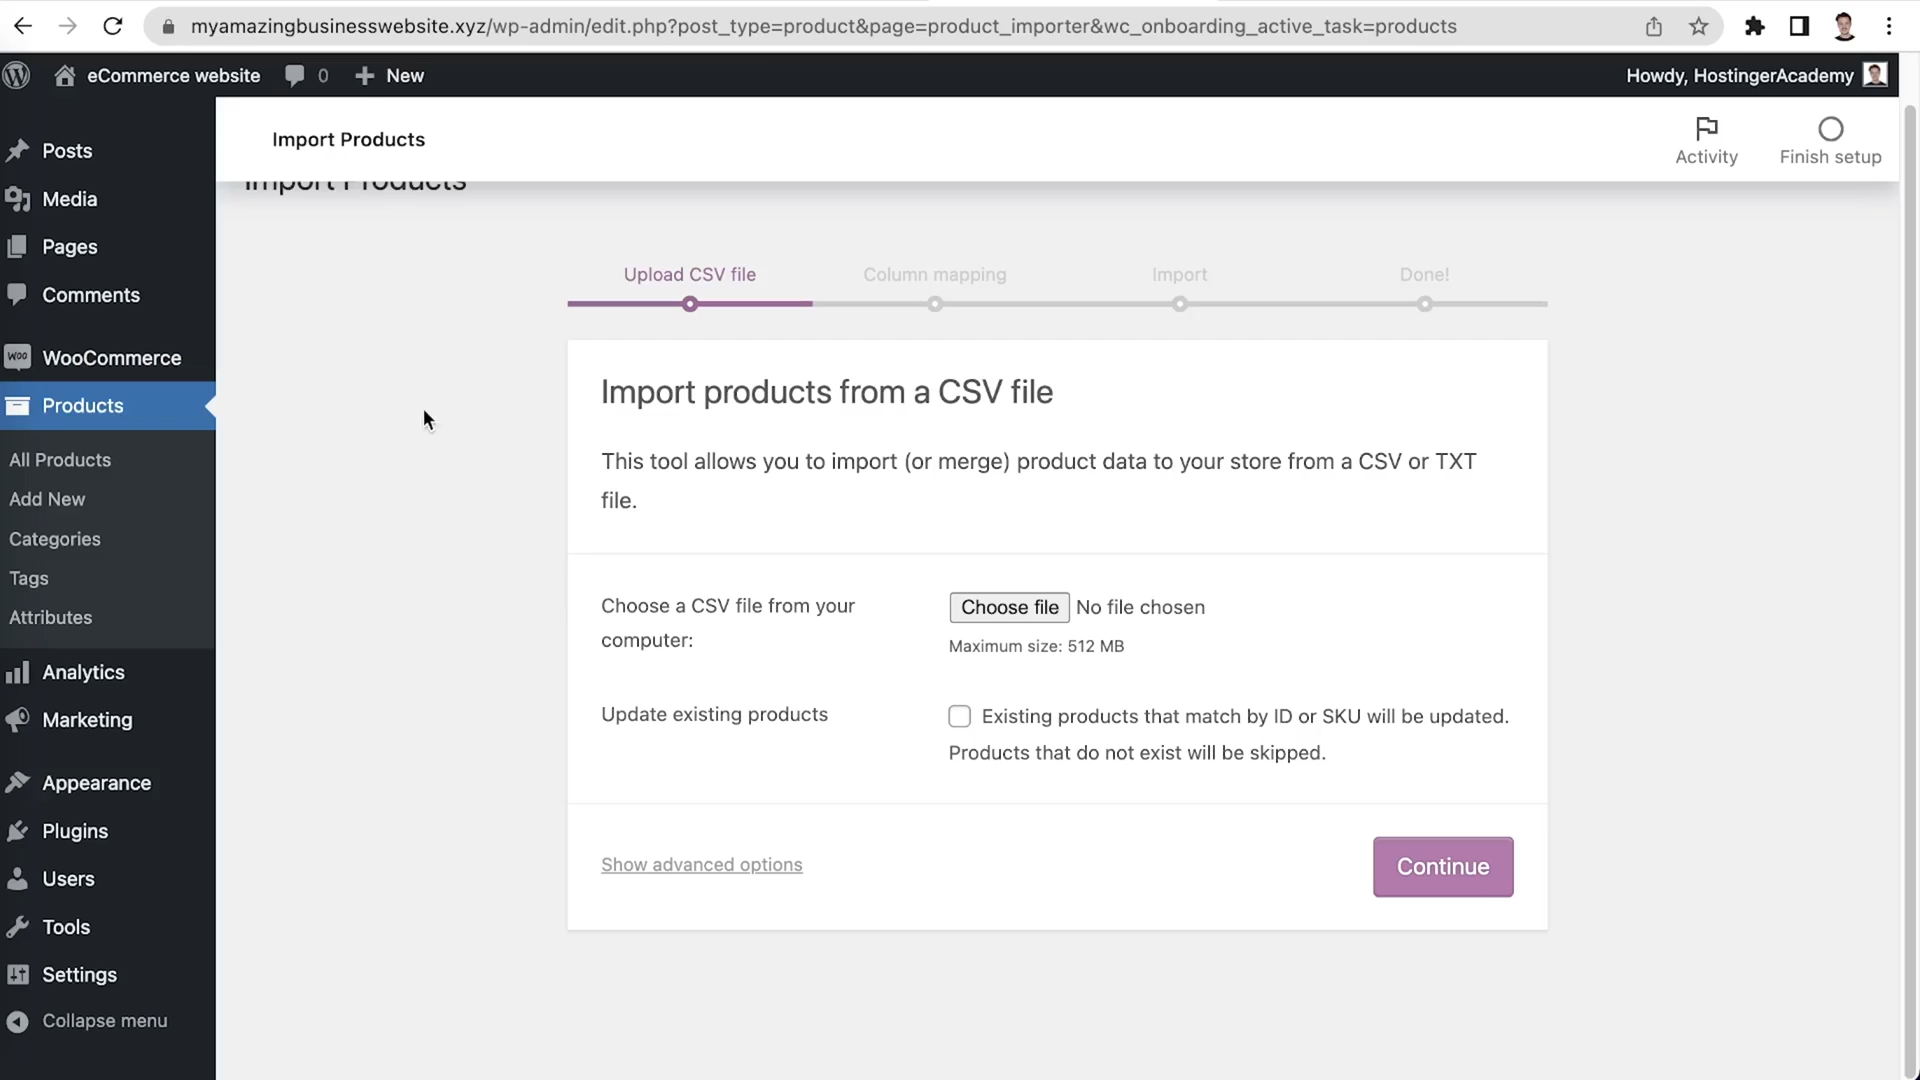 myamazingbusinesswebsite.xyz/wp-admin/edit.php?post_type=product&page=product_importer&wc_onboarding_active_task=products
eCommerce website 0 New Howdy, HostingerAcademy
Import Products
Activity Finish setup
Import Products
Posts
Media
Pages
Comments
WooCommerce
Products
All Products
Add New
Categories
Tags
Attributes
Analytics
Marketing
Appearance
Plugins
Users
Tools
Settings
Collapse menu
Upload CSV file Column mapping Import Done!
Import products from a CSV file
This tool allows you to import (or merge) product data to your store from a CSV or TXT
file.
Choose a CSV file from your
computer:
Choose file No file chosen
Maximum size: 512 MB
Update existing products
Existing products that match by ID or SKU will be updated.
Products that do not exist will be skipped.
Show advanced options
Continue